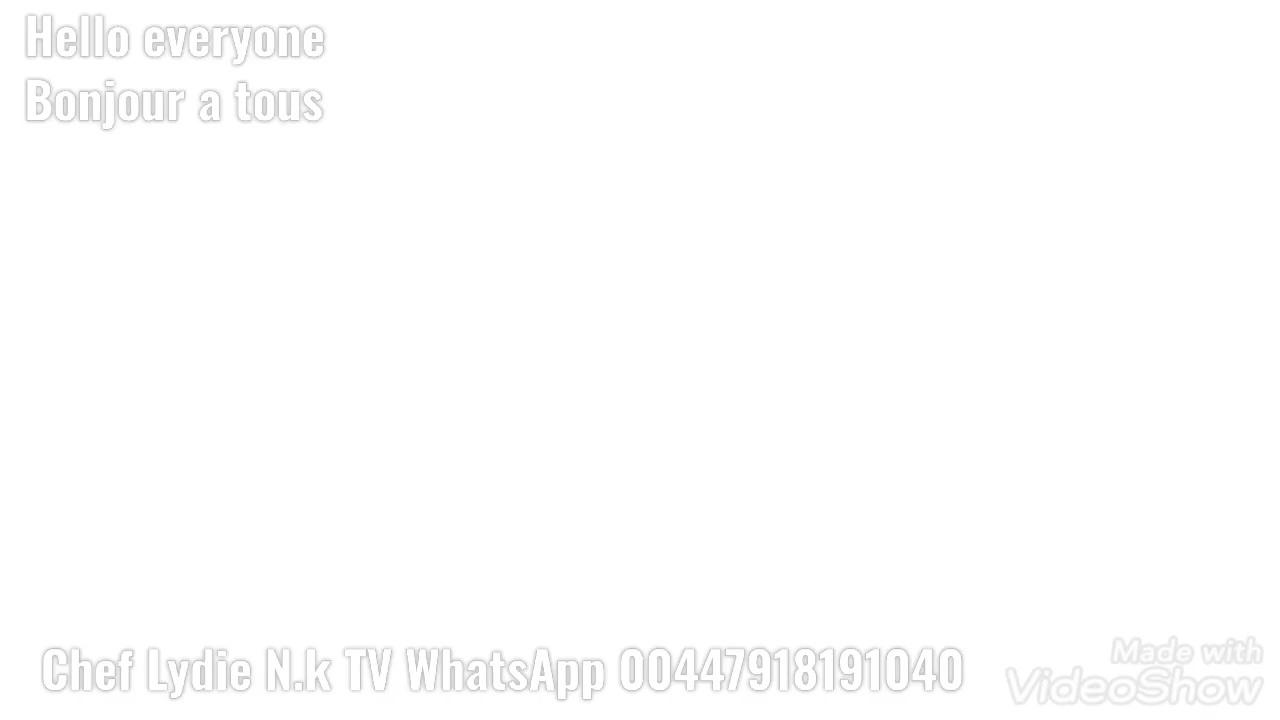 Hello everyone
Bonjour a tous
Chef Lydie N.k TV WhatsApp 00447918191040
Made with
VideoShow